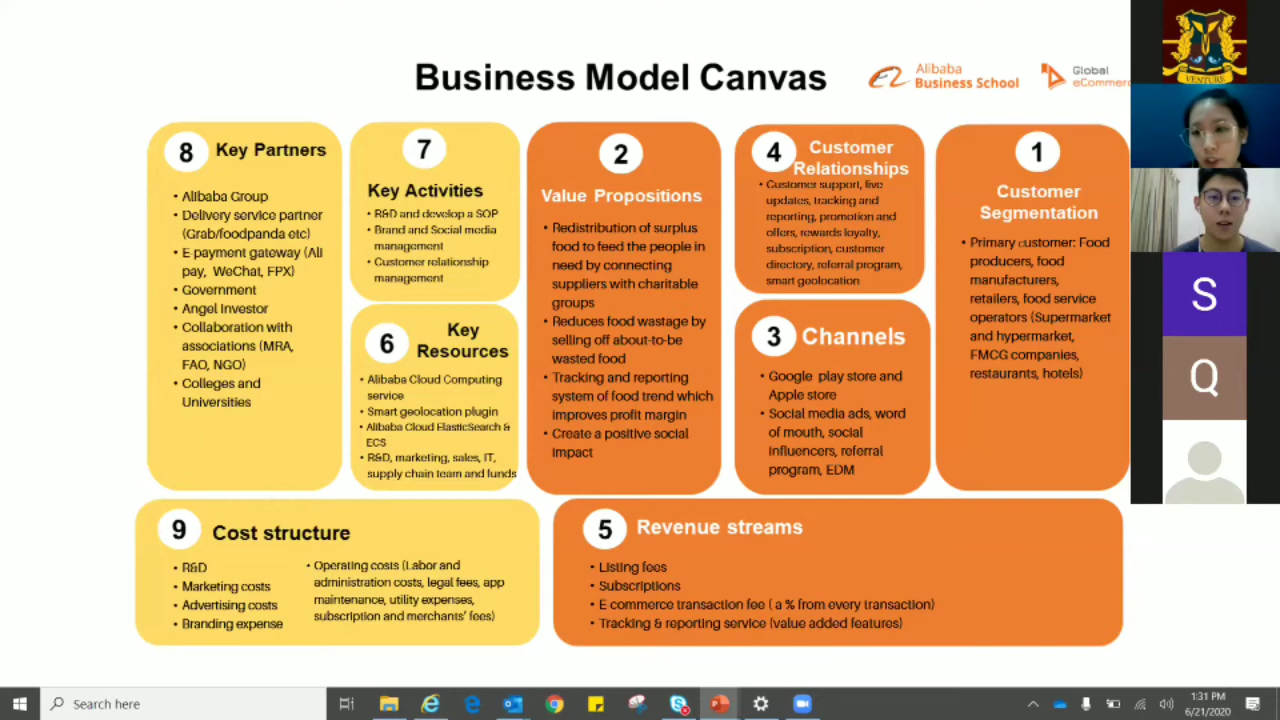 Business Model Canvas
Alibaba
Business School
Global
eCommerc
VENTURE
8
Key Partners
• Alibaba Group
• Delivery service partner
(Grab/foodpanda etc)
• E payment gateway (Ali
pay, WeChat, FPX)
• Government
• Angel Investor
• Collaboration with
associations (MRA,
FAO, NGO)
• Colleges and
Universities
7
Key Activities
• R&D and develop a SOP
• Brand and Social media
management
• Customer relationship
management
6
Key
Resources
• Alibaba Cloud Computing
service
• Smart geolocation plugin
• Alibaba Cloud ElasticSearch &
ECS
• R&D, marketing, sales, IT,
supply chain team and funds
2
Value Propositions
• Redistribution of surplus
food to feed the people in
need by connecting
suppliers with charitable
groups
• Reduces food wastage by
selling off about-to-be
wasted food
• Tracking and reporting
system of food trend which
improves profit margin
• Create a positive social
impact
4
Customer
Relationships
• Customer support, live
updates, tracking and
reporting, promotion and
offers, rewards loyalty,
subscription, customer
directory, referral program,
smart geolocation
3
Channels
• Google play store and
Apple store
• Social media ads, word
of mouth, social
influencers, referral
program, EDM
1
Customer
Segmentation
• Primary customer: Food
producers, food
manufacturers,
retailers, food service
operators (Supermarket
and hypermarket,
FMCG companies,
restaurants, hotels)
9
Cost structure
• R&D
• Marketing costs
• Advertising costs
• Branding expense
• Operating costs (Labor and
administration costs, legal fees, app
maintenance, utility expenses,
subscription and merchants' fees)
5
Revenue streams
• Listing fees
• Subscriptions
• E commerce transaction fee ( a % from every transaction)
• Tracking & reporting service (value added features)
S
Q
Search here
1:31 PM
6/21/2020